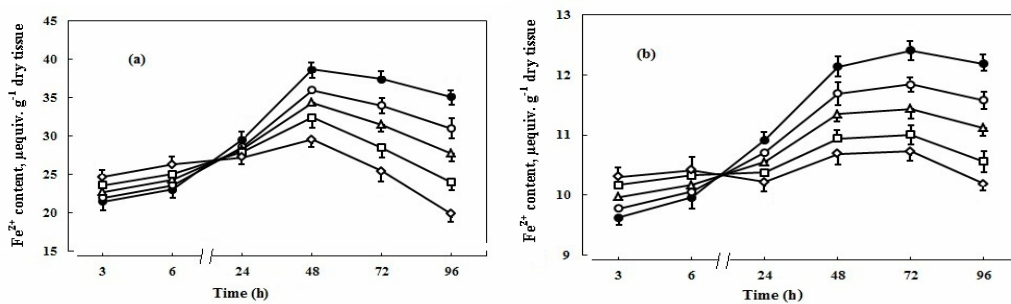 (a)
Fe²⁺ content, µequiv. g⁻¹ dry tissue
45
40
35
30
25
20
15
3 6 24 48 72 96
Time (h)
(b)
Fe²⁺ content, µequiv. g⁻¹ dry tissue
13
12
11
10
9
3 6 24 48 72 96
Time (h)